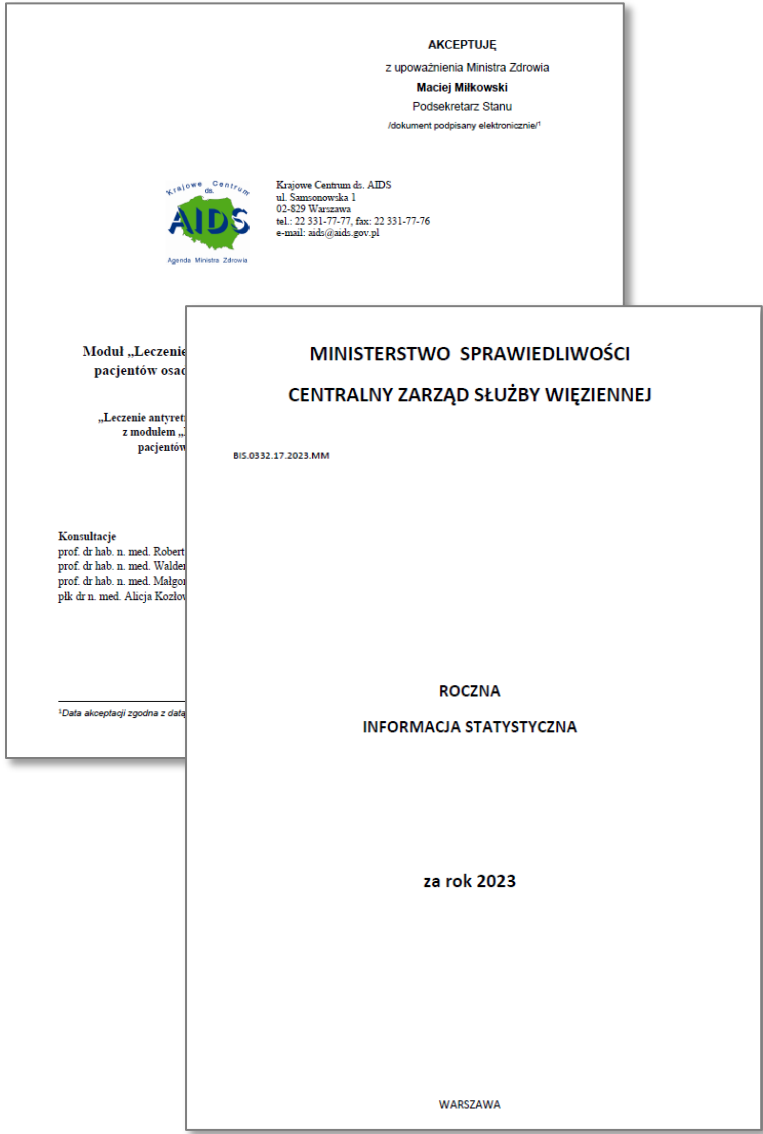 AKCEPTUJĘ
z upoważnienia Ministra Zdrowia
Maciej Miłkowski
Podsekretarz Stanu
/dokument podpisany elektronicznie/¹
Krajowe Centrum
ds.
AIDS
Agenda Ministra Zdrowia
Krajowe Centrum ds. AIDS
ul. Samsonowska 1
02-829 Warszawa
tel.: 22 331-77-77, fax: 22 331-77-76
e-mail: aids@aids.gov.pl
Moduł „Leczenie
pacjentów osad
„Leczenie antyret
z modułem „
pacjentów
Konsultacje
prof. dr hab. n. med. Robert
prof. dr hab. n. med. Walde
prof. dr hab. n. med. Małgo
płk dr n. med. Alicja Kozło
¹Data akceptacji zgodna z datą
MINISTERSTWO SPRAWIEDLIWOŚCI
CENTRALNY ZARZĄD SŁUŻBY WIĘZIENNEJ
BIS.0332.17.2023.MM
ROCZNA
INFORMACJA STATYSTYCZNA
za rok 2023
WARSZAWA